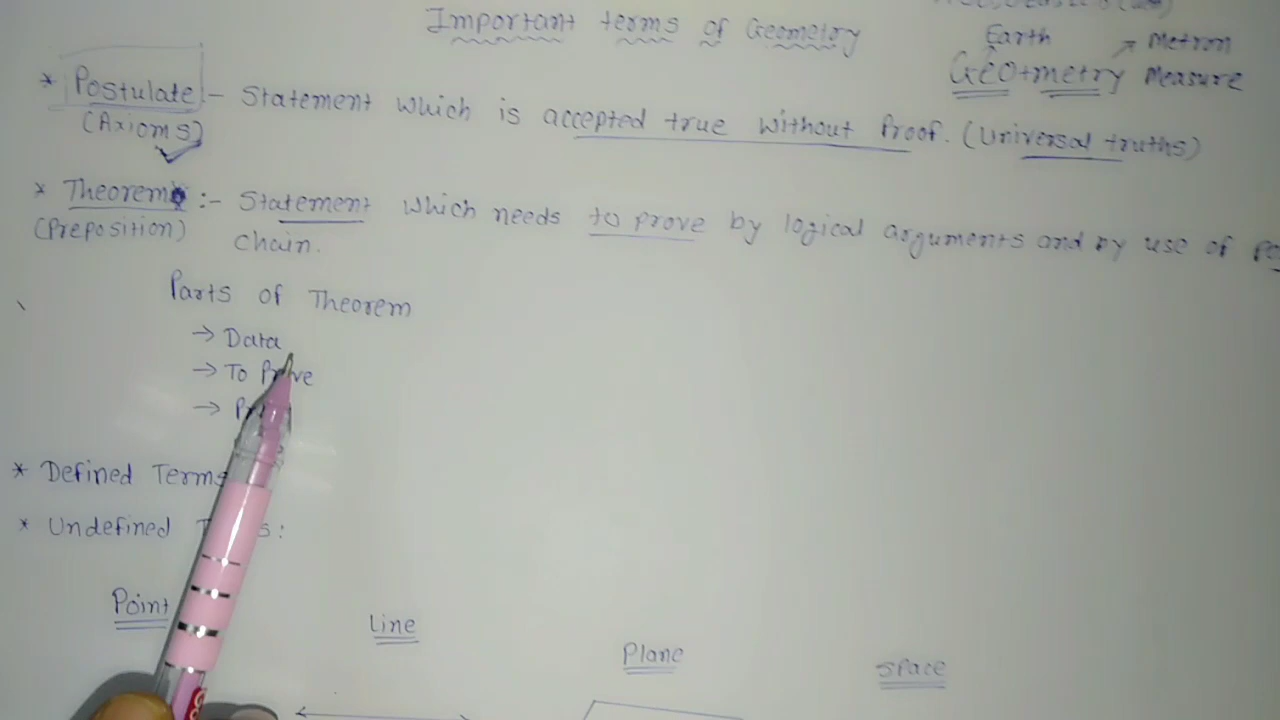 Important terms of Geometry
Earth
Metron
GEO+metry Measure
* Postulate :- Statement which is accepted true without Proof. (Universal truths)
(Axioms)
* Theorem :- Statement which needs to prove by logical arguments and by use of
(Preposition) chain.
Parts of Theorem
→ Data
→ To Prove
→
* Defined Terms
* Undefined
Point
Line
Plane
Space